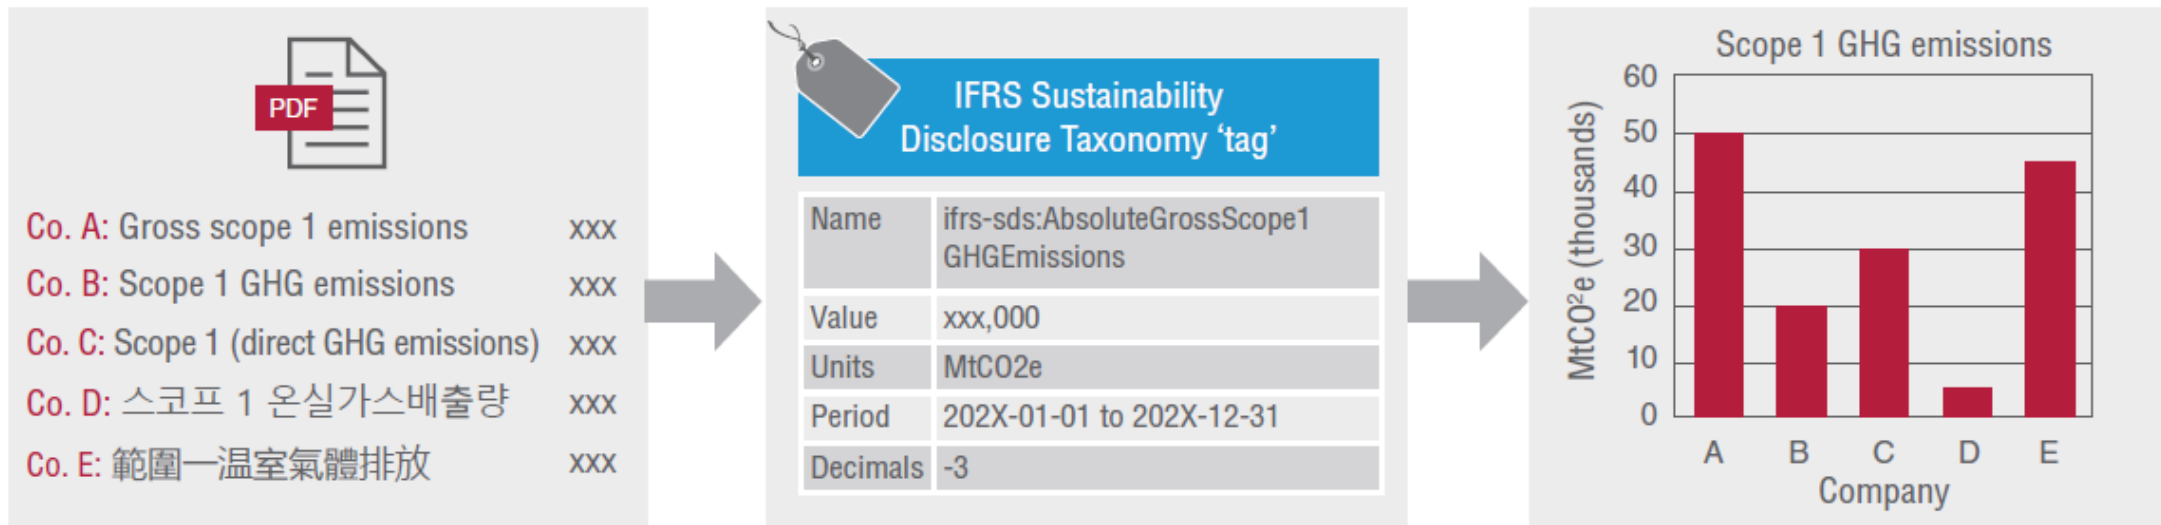 PDF
Co. A: Gross scope 1 emissions xxx
Co. B: Scope 1 GHG emissions xxx
Co. C: Scope 1 (direct GHG emissions) xxx
Co. D: 스코프 1 온실가스배출량 xxx
Co. E: 範圍一温室氣體排放 xxx
IFRS Sustainability
Disclosure Taxonomy ‘tag’
Name ifrs-sds:AbsoluteGrossScope1
GHGEmissions
Value xxx,000
Units MtCO2e
Period 202X-01-01 to 202X-12-31
Decimals -3
Scope 1 GHG emissions
MtCO²e (thousands)
60
50
40
30
20
10
0
A B C D E
Company